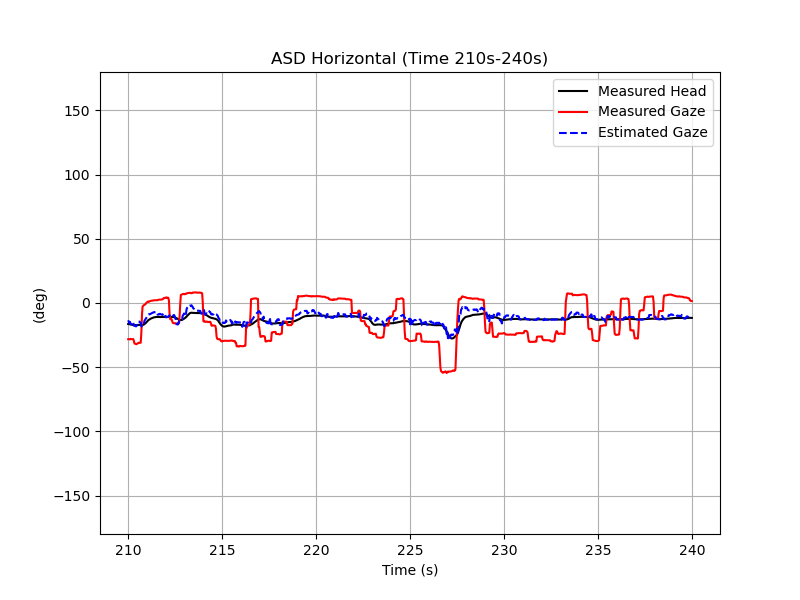 ASD Horizontal (Time 210s-240s)
Measured Head
Measured Gaze
Estimated Gaze
(deg)
150
100
50
0
−50
−100
−150
210 215 220 225 230 235 240
Time (s)